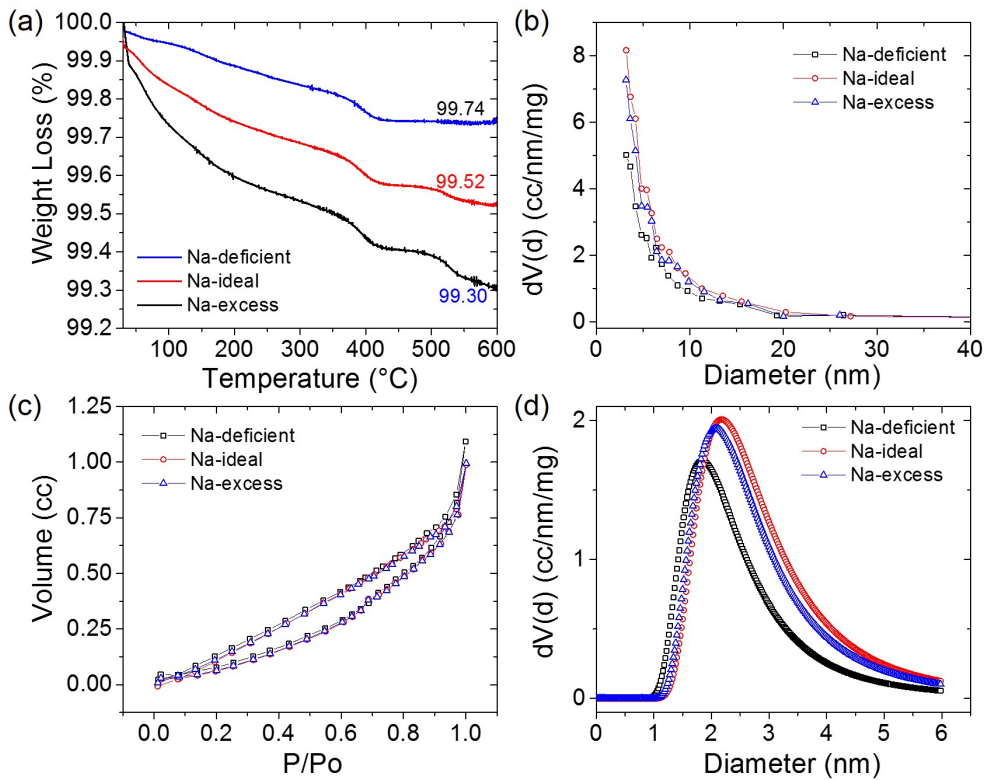 (a)
100.0
99.9
99.8
99.7
99.6
99.5
99.4
99.3
99.2
Weight Loss (%)
99.74
99.52
99.30
Na-deficient
Na-ideal
Na-excess
100 200 300 400 500 600
Temperature (°C)
(b)
8
6
4
2
0
dV(d) (cc/nm/mg)
Na-deficient
Na-ideal
Na-excess
0 10 20 30 40
Diameter (nm)
(c)
1.25
1.00
0.75
0.50
0.25
0.00
Volume (cc)
Na-deficient
Na-ideal
Na-excess
0.0 0.2 0.4 0.6 0.8 1.0
P/Po
(d)
2
1
0
dV(d) (cc/nm/mg)
Na-deficient
Na-ideal
Na-excess
0 1 2 3 4 5 6
Diameter (nm)